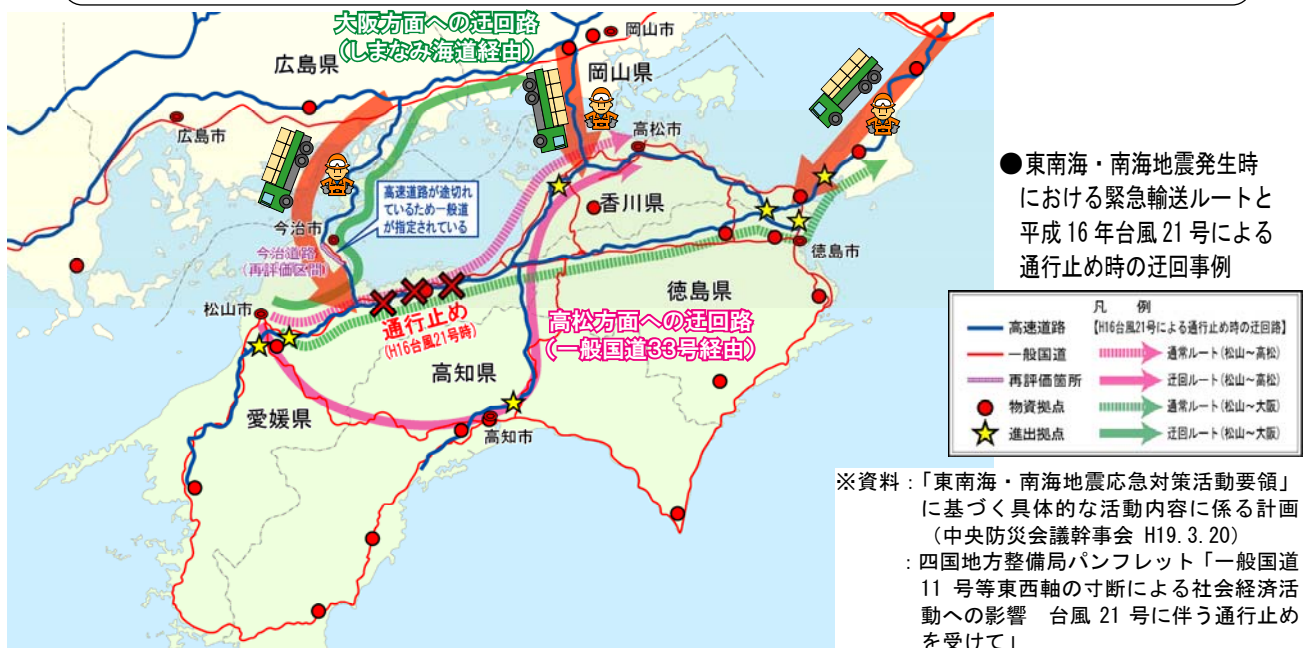 大阪方面への迂回路
(しまなみ海道経由)
岡山市
広島県
岡山県
広島市
高松市
高速道路が途切れ
ているため一般道
が指定されている
香川県
今治市
今治道路
(再評価区間)
徳島市
松山市
徳島県
通行止め
(H16台風21号時)
高松方面への迂回路
(一般国道33号経由)
高知県
愛媛県
高知市
●東南海・南海地震発生時
における緊急輸送ルートと
平成16年台風21号による
通行止め時の迂回事例
凡 例
高速道路 【H16台風21号による通行止め時の迂回路】
一般国道 通常ルート(松山～高松)
再評価箇所 迂回ルート(松山～高松)
物資拠点 通常ルート(松山～大阪)
進出拠点 迂回ルート(松山～大阪)
※資料:「東南海・南海地震応急対策活動要領」
に基づく具体的な活動内容に係る計画
(中央防災会議幹事会 H19.3.20)
:四国地方整備局パンフレット「一般国道
11 号等東西軸の寸断による社会経済活
動への影響 台風 21 号に伴う通行止め
を受けて」